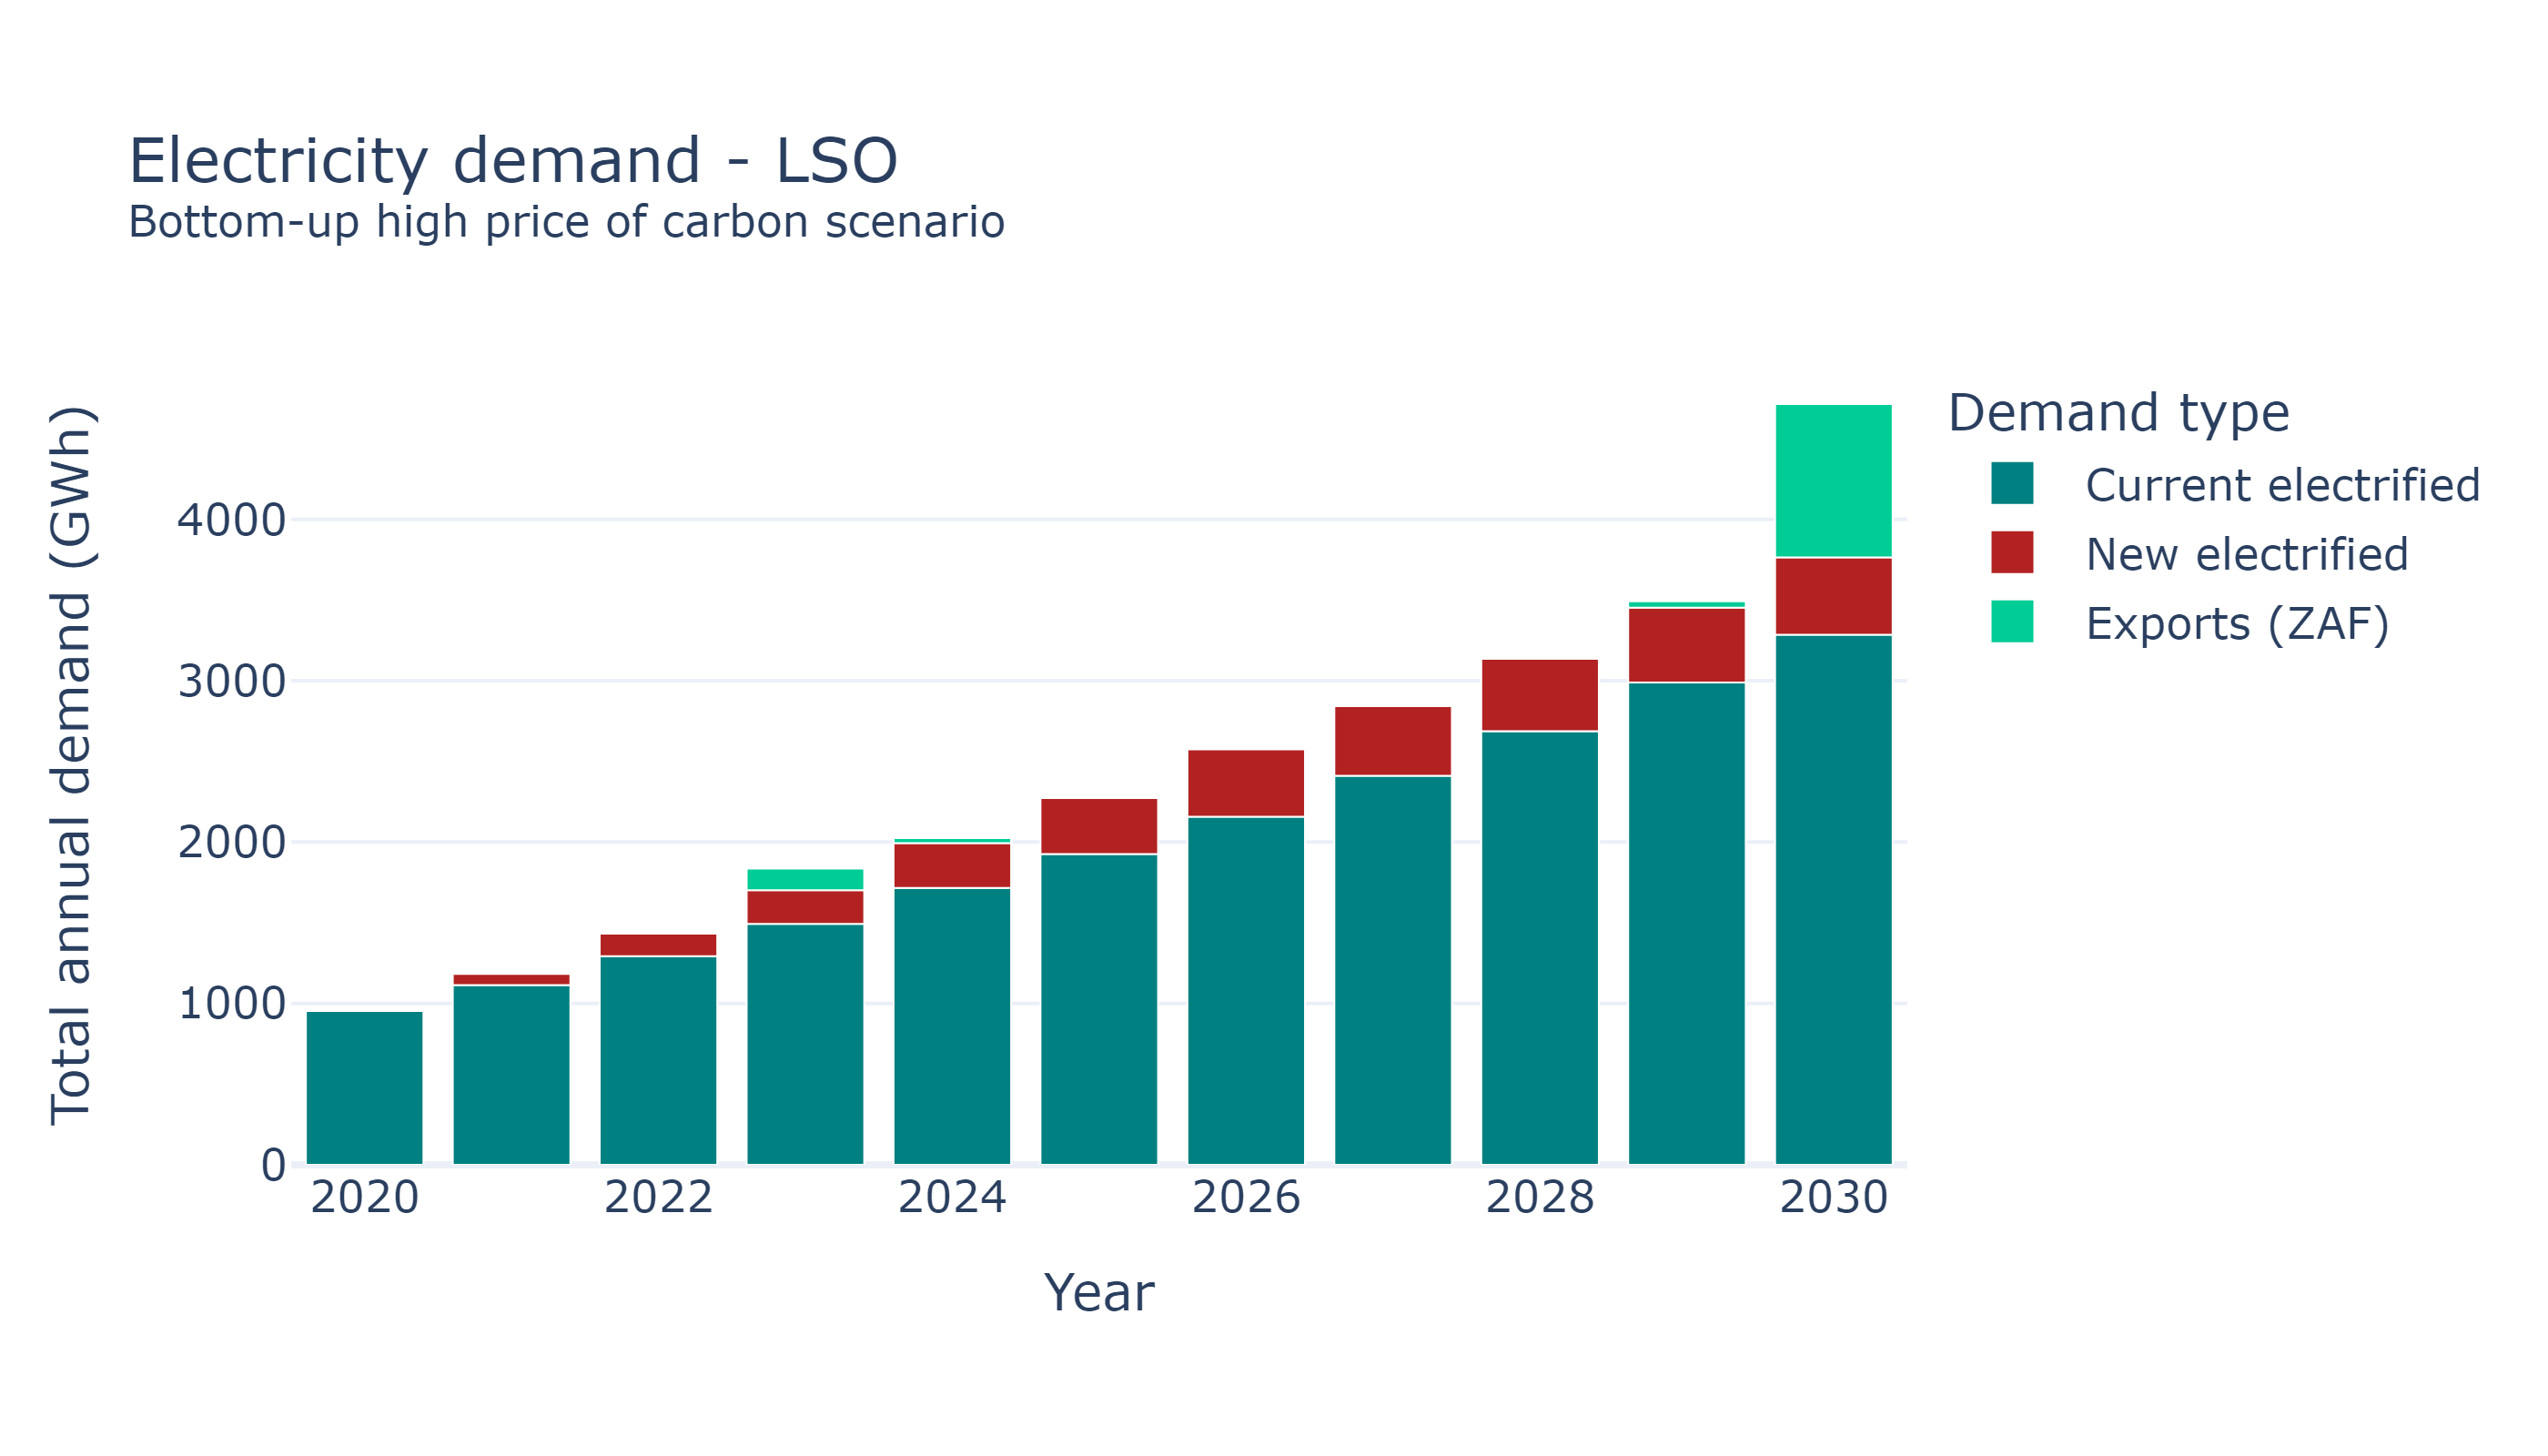 Electricity demand - LSO
Bottom-up high price of carbon scenario
Total annual demand (GWh)
4000
3000
2000
1000
0
2020
2022
2024
2026
2028
2030
Year
Demand type
Current electrified
New electrified
Exports (ZAF)